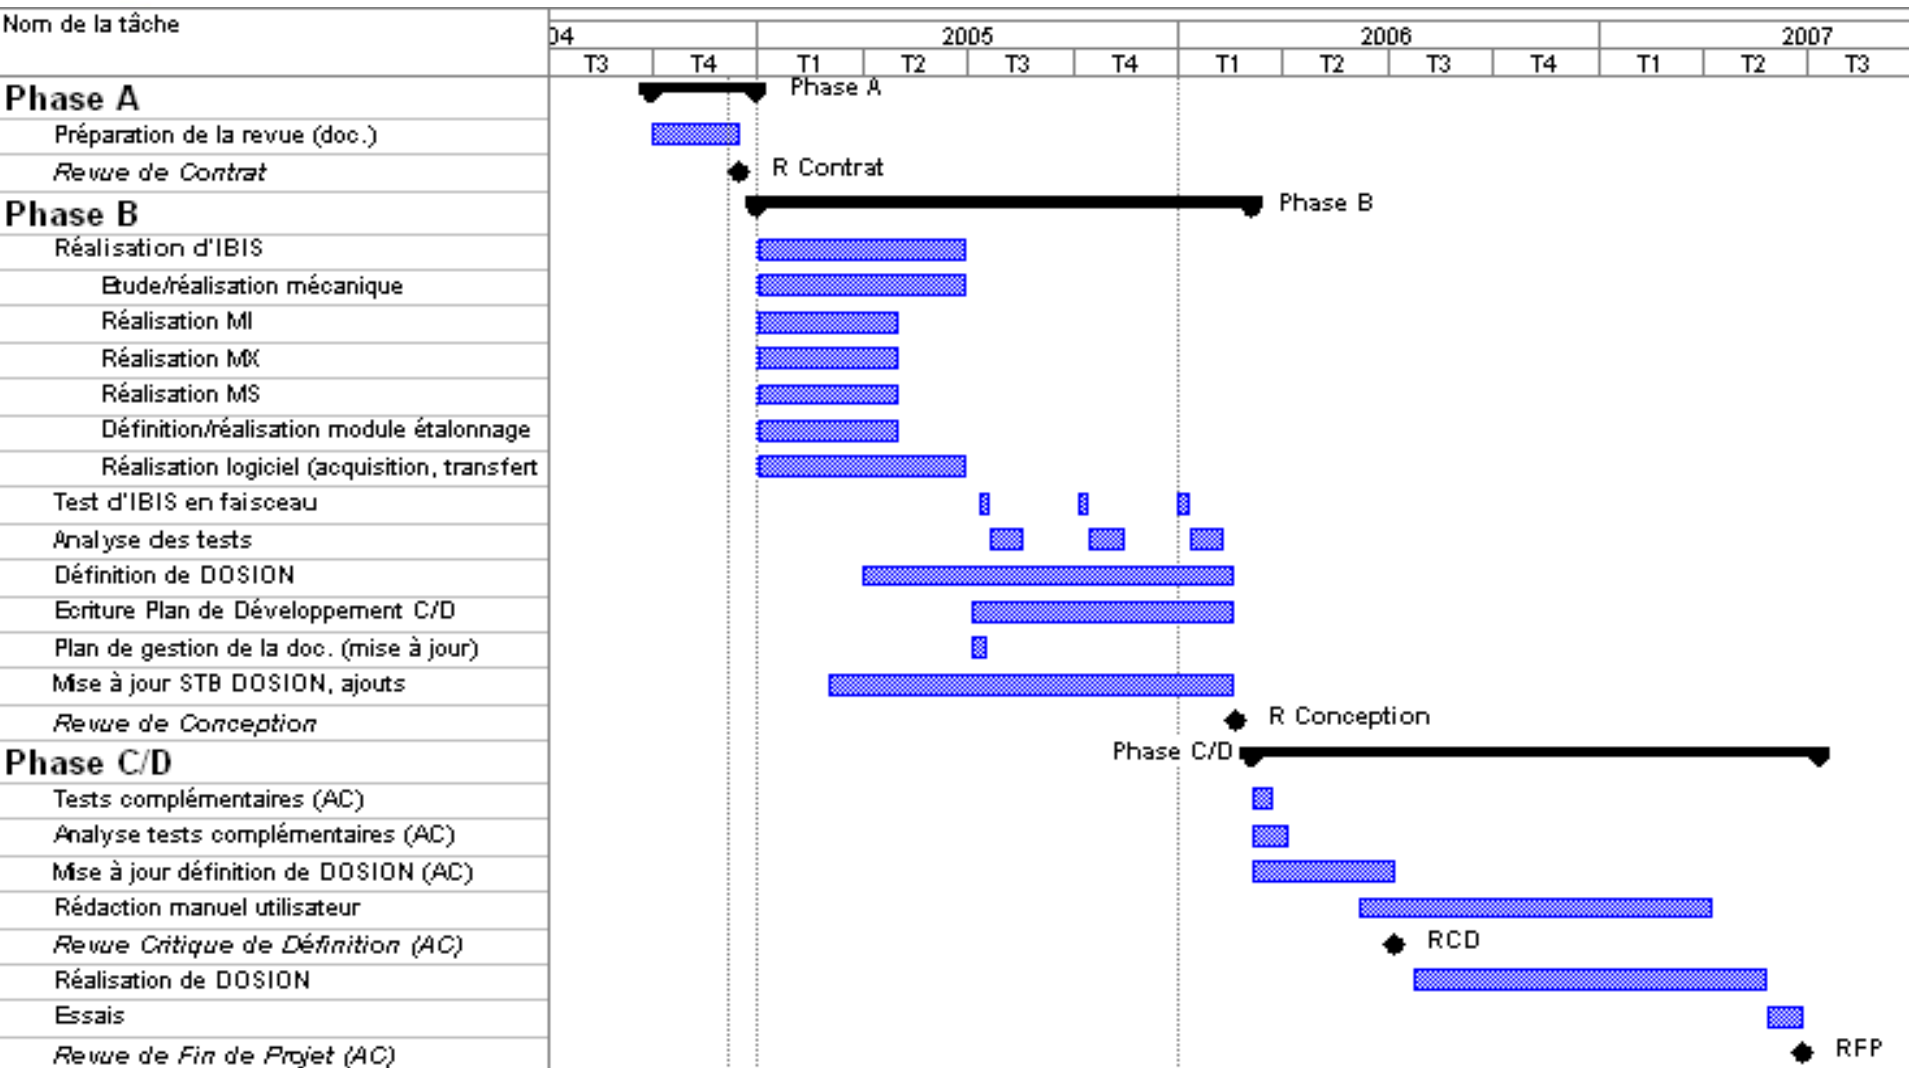 Nom de la tâche
04 2005 2006 2007
T3 T4 T1 T2 T3 T4 T1 T2 T3 T4 T1 T2 T3
Phase A Phase A
Préparation de la revue (doc.)
Revue de Contrat R Contrat
Phase B Phase B
Réalisation d'IBIS
Etude/réalisation mécanique
Réalisation MI
Réalisation MX
Réalisation MS
Définition/réalisation module étalonnage
Réalisation logiciel (acquisition, transfert
Test d'IBIS en faisceau
Analyse des tests
Définition de DOSION
Ecriture Plan de Développement C/D
Plan de gestion de la doc. (mise à jour)
Mise à jour STB DOSION, ajouts
Revue de Conception R Conception
Phase C/D Phase C/D
Tests complémentaires (AC)
Analyse tests complémentaires (AC)
Mise à jour définition de DOSION (AC)
Rédaction manuel utilisateur
Revue Critique de Définition (AC) RCD
Réalisation de DOSION
Essais
Revue de Fin de Projet (AC) RFP